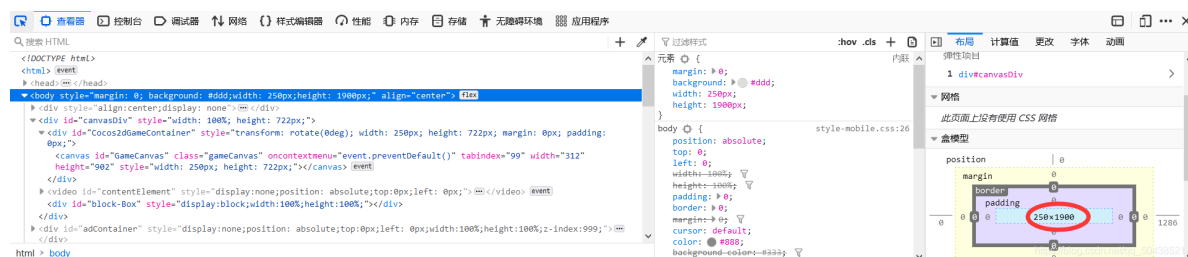 查看器 控制台 调试器 网络 {} 样式编辑器 性能 内存 存储 无障碍环境 应用程序
搜索 HTML
<!DOCTYPE html>
<html> event
<head> </head>
<body style="margin: 0; background: #ddd;width: 250px;height: 1900px;" align="center"> flex
<div style="align:center;display: none"> </div>
<div id="canvasDiv" style="width: 100%; height: 722px;">
<div id="Cocos2dGameContainer" style="transform: rotate(0deg); width: 250px; height: 722px; margin: 0px; padding:
0px;">
<canvas id="GameCanvas" class="gameCanvas" oncontextmenu="event.preventDefault()" tabindex="99" width="312"
height="902" style="width: 250px; height: 722px;"></canvas> event
</div>
<video id="contentElement" style="display:none;position: absolute;top:0px;left: 0px;"> </video> event
<div id="block-Box" style="display:block;width:100%;height:100%;"></div>
</div>
<div id="adContainer" style="display:none;position: absolute;top:0px;left: 0px;width:100%;height:100%;z-index:999;">
</div>
html > body
过滤样式 :hov .cls +
元素 { 内联
margin: 0;
background: #ddd;
width: 250px;
height: 1900px;
}
body { style-mobile.css:26
position: absolute;
top: 0;
left: 0;
width: 100%;
height: 100%;
padding: 0;
border: 0;
margin: 0;
cursor: default;
color: #888;
background-color: #333;
布局 计算值 更改 字体 动画
弹性项目
1 div#canvasDiv
网格
此页面上没有使用 CSS 网格
盒模型
position 0
margin 0
border 0
padding 0
0 0 0 0 250×1900 0 0 0 1286
0
0